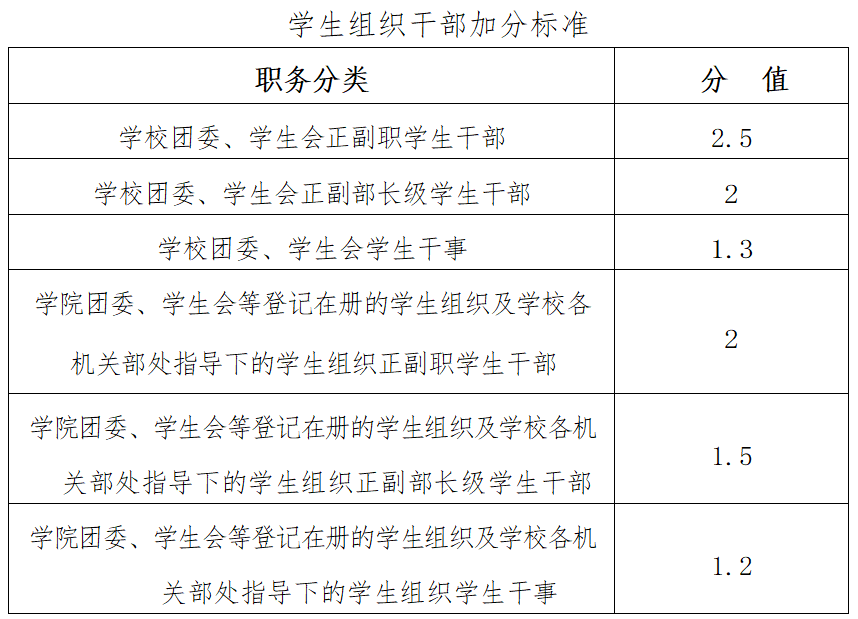 学生组织干部加分标准
职务分类 分 值
学校团委、学生会正副职学生干部 2.5
学校团委、学生会正副部长级学生干部 2
学校团委、学生会学生干事 1.3
学院团委、学生会等登记在册的学生组织及学校各
机关部处指导下的学生组织正副职学生干部
2
学院团委、学生会等登记在册的学生组织及学校各机
关部处指导下的学生组织正副部长级学生干部
1.5
学院团委、学生会等登记在册的学生组织及学校各机
关部处指导下的学生组织学生干事
1.2